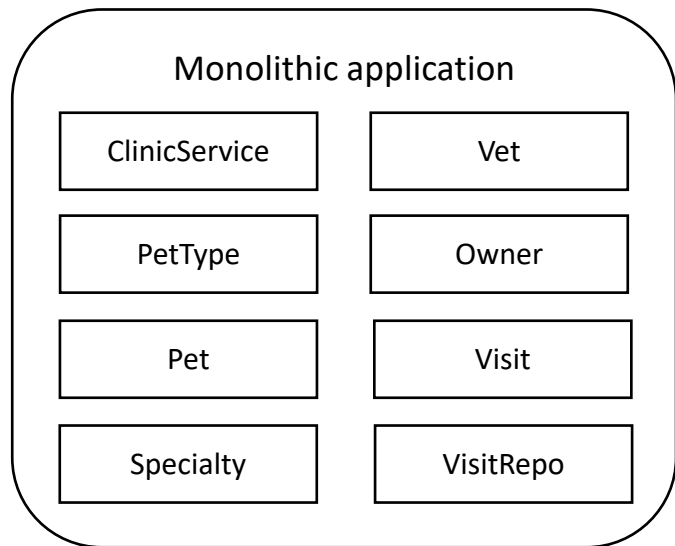 Monolithic application
ClinicService
Vet
PetType
Owner
Pet
Visit
Specialty
VisitRepo